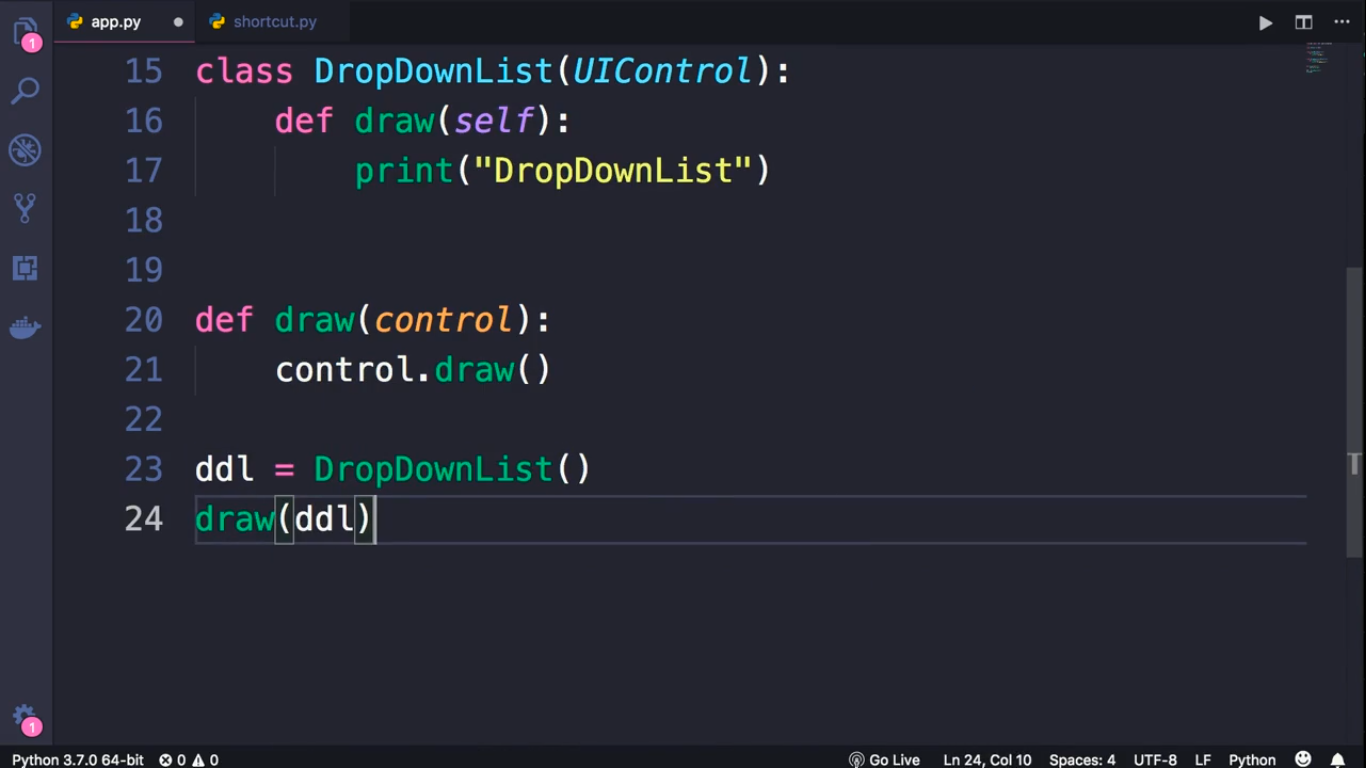 app.py
shortcut.py
1
15 class DropDownList(UIControl):
16 def draw(self):
17 print("DropDownList")
18
19
20 def draw(control):
21 control.draw()
22
23 ddl = DropDownList()
24 draw(ddl)
T
1
Python 3.7.0 64-bit 0 0 Go Live Ln 24, Col 10 Spaces: 4 UTF-8 LF Python